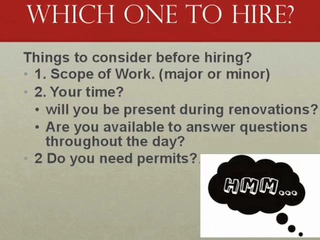 WHICH ONE TO HIRE?
Things to consider before hiring?
• 1. Scope of Work. (major or minor)
• 2. Your time?
• will you be present during renovations?
• Are you available to answer questions
throughout the day?
• 2 Do you need permits?
HMM...